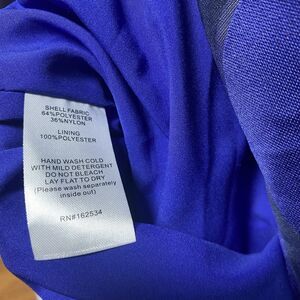 SHELL FABRIC
64%POLYESTER
36%NYLON
LINING
100%POLYESTER
HAND WASH COLD
WITH MILD DETERGENT
DO NOT BLEACH
LAY FLAT TO DRY
(Please wash separately
inside out)
RN#162534